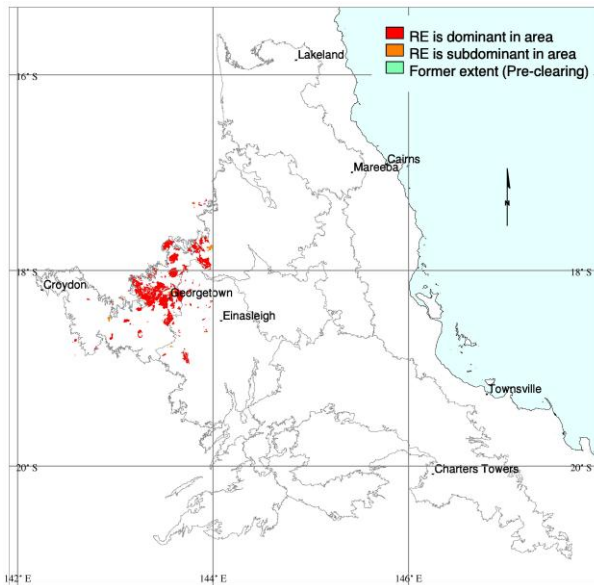 RE is dominant in area
RE is subdominant in area
Former extent (Pre-clearing)
Lakeland
16° S
Cairns
Mareeba
N
18° S
18° S
Croydon
Georgetown
Einasleigh
Townsville
20° S
Charters Towers
20° S
142° E
144°
146°